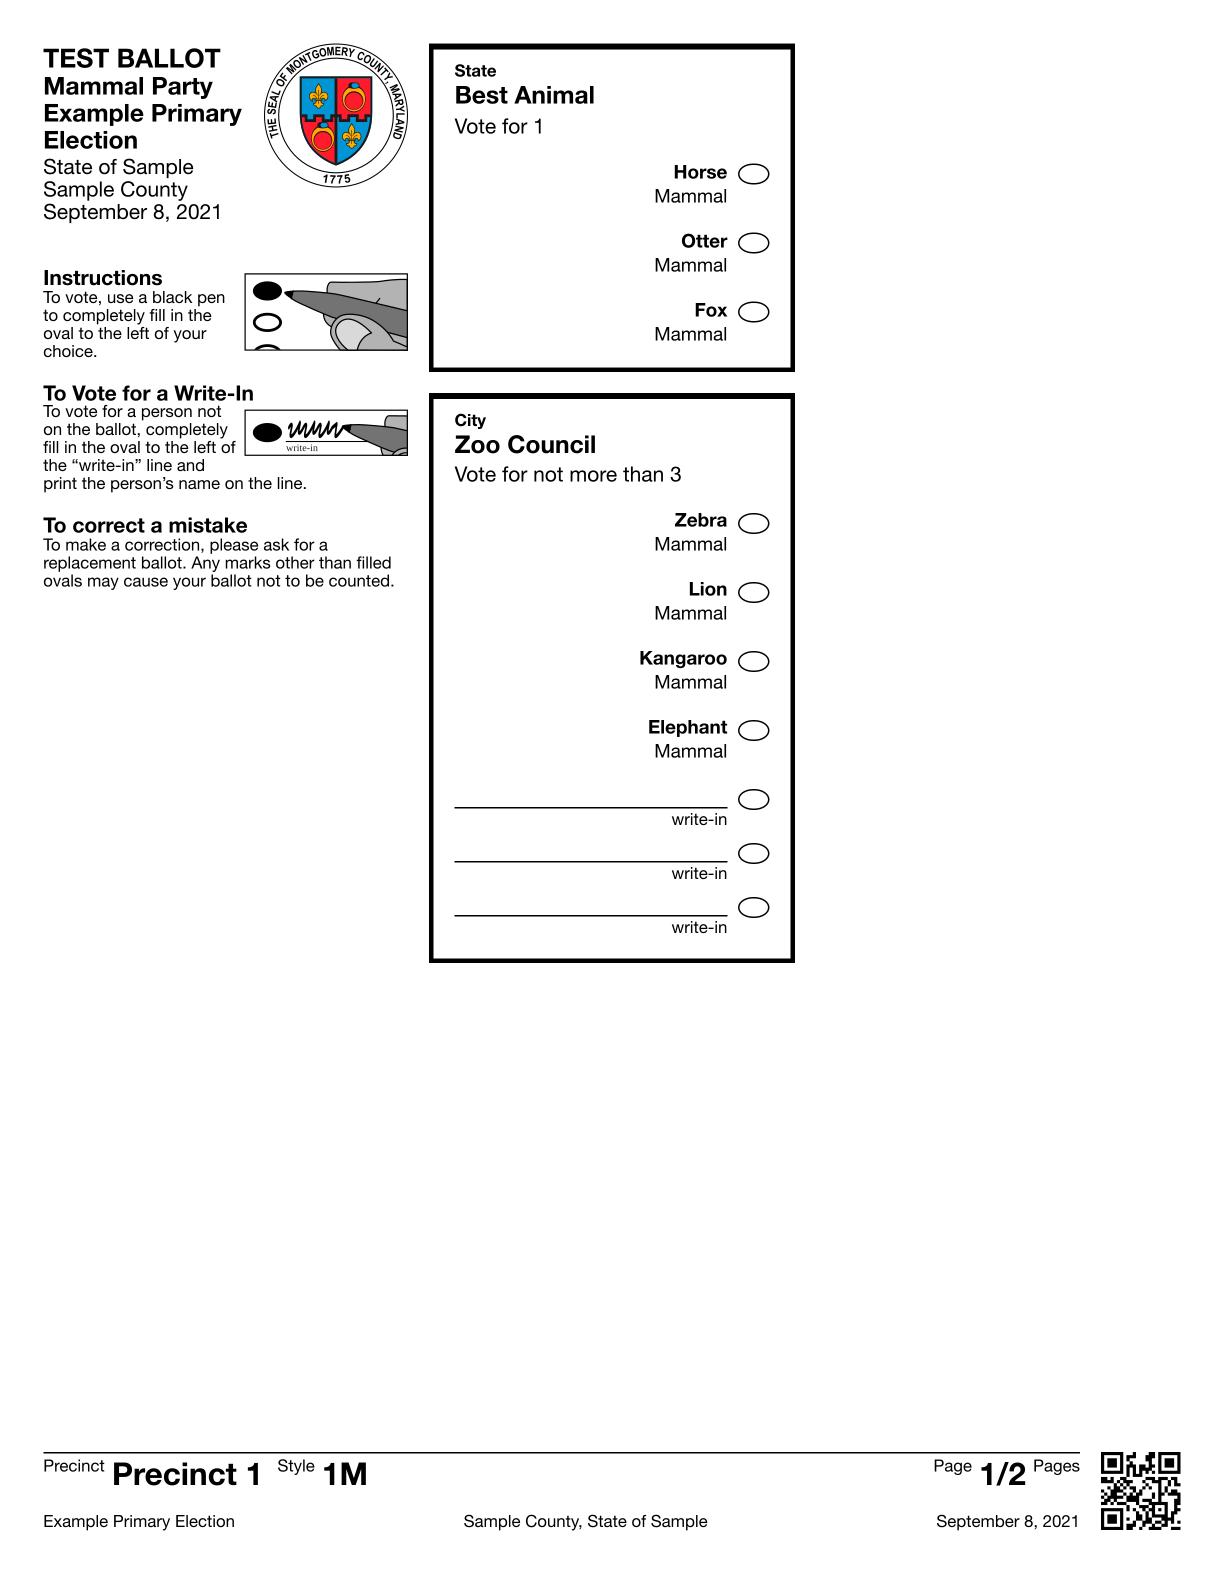 TEST BALLOT
Mammal Party
Example Primary
Election
State of Sample
Sample County
September 8, 2021
THE SEAL OF MONTGOMERY COUNTY, MARYLAND
1775
Instructions
To vote, use a black pen
to completely fill in the
oval to the left of your
choice.
To Vote for a Write-In
To vote for a person not
on the ballot, completely
fill in the oval to the left of
the “write-in” line and
print the person’s name on the line.
write-in
To correct a mistake
To make a correction, please ask for a
replacement ballot. Any marks other than filled
ovals may cause your ballot not to be counted.
State
Best Animal
Vote for 1
Horse
Mammal
Otter
Mammal
Fox
Mammal
City
Zoo Council
Vote for not more than 3
Zebra
Mammal
Lion
Mammal
Kangaroo
Mammal
Elephant
Mammal
write-in
write-in
write-in
Precinct Precinct 1 Style 1M Page 1/2 Pages
Example Primary Election Sample County, State of Sample September 8, 2021